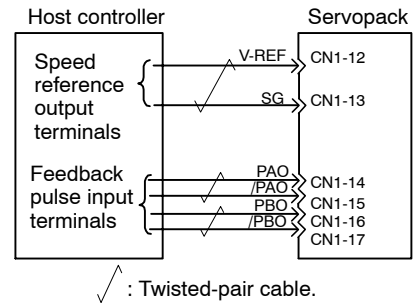 Host controller
Servopack
Speed
reference
output
terminals
V-REF
CN1-12
SG
CN1-13
Feedback
pulse input
terminals
PAO
CN1-14
/PAO
CN1-15
PBO
CN1-16
/PBO
CN1-17
: Twisted-pair cable.